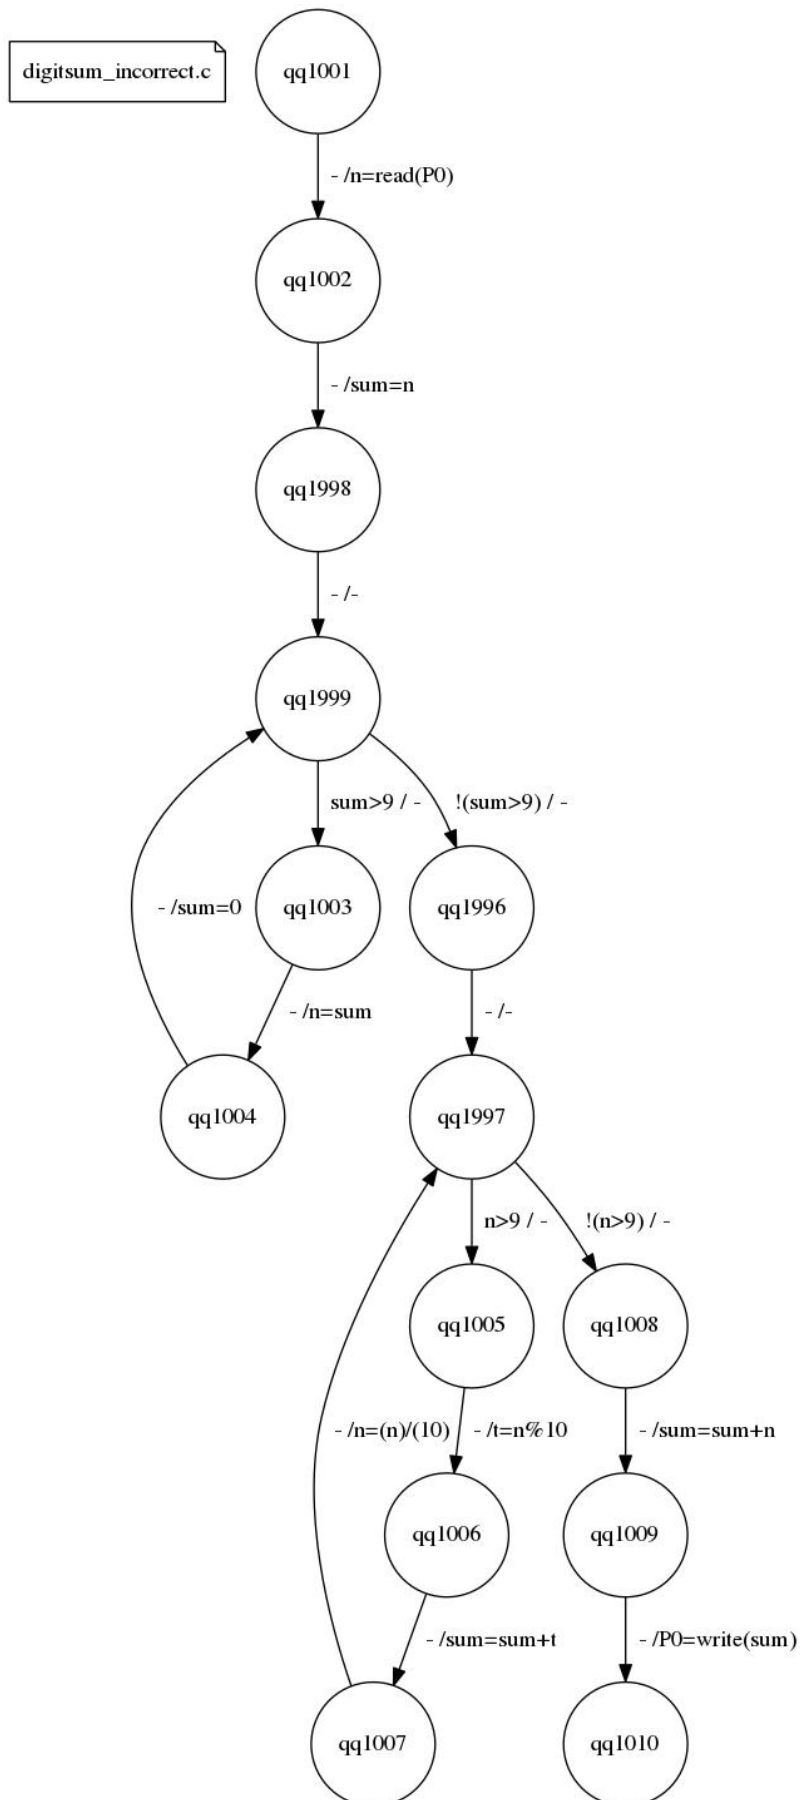 digitsum_incorrect.c
qq1001
- /n=read(P0)
qq1002
- /sum=n
qq1998
- /-
qq1999
sum>9 / -
!(sum>9) / -
- /sum=0
qq1003
qq1996
- /n=sum
- /-
qq1004
qq1997
n>9 / -
!(n>9) / -
qq1005
qq1008
- /n=(n)/(10)
- /t=n%10
- /sum=sum+n
qq1006
qq1009
- /sum=sum+t
- /P0=write(sum)
qq1007
qq1010